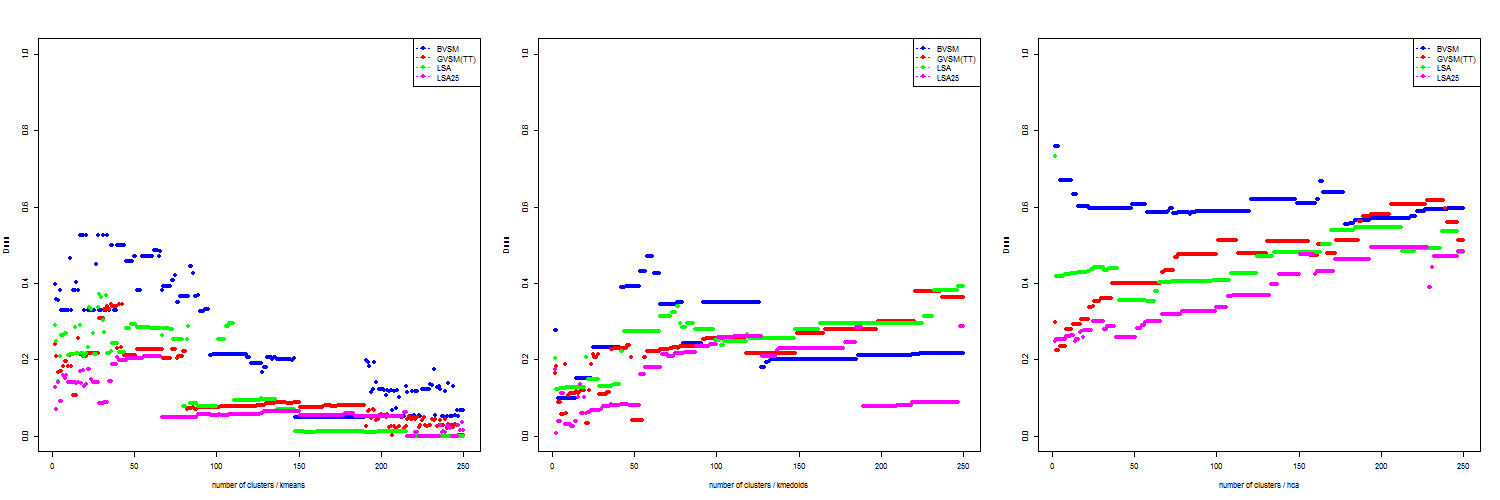 BVSM
GVSM(TT)
LSA
LSA25
Dunn
1.0
0.8
0.6
0.4
0.2
0.0
0 50 100 150 200 250
number of clusters / kmeans
BVSM
GVSM(TT)
LSA
LSA25
Dunn
1.0
0.8
0.6
0.4
0.2
0.0
0 50 100 150 200 250
number of clusters / kmedoids
BVSM
GVSM(TT)
LSA
LSA25
Dunn
1.0
0.8
0.6
0.4
0.2
0.0
0 50 100 150 200 250
number of clusters / hca